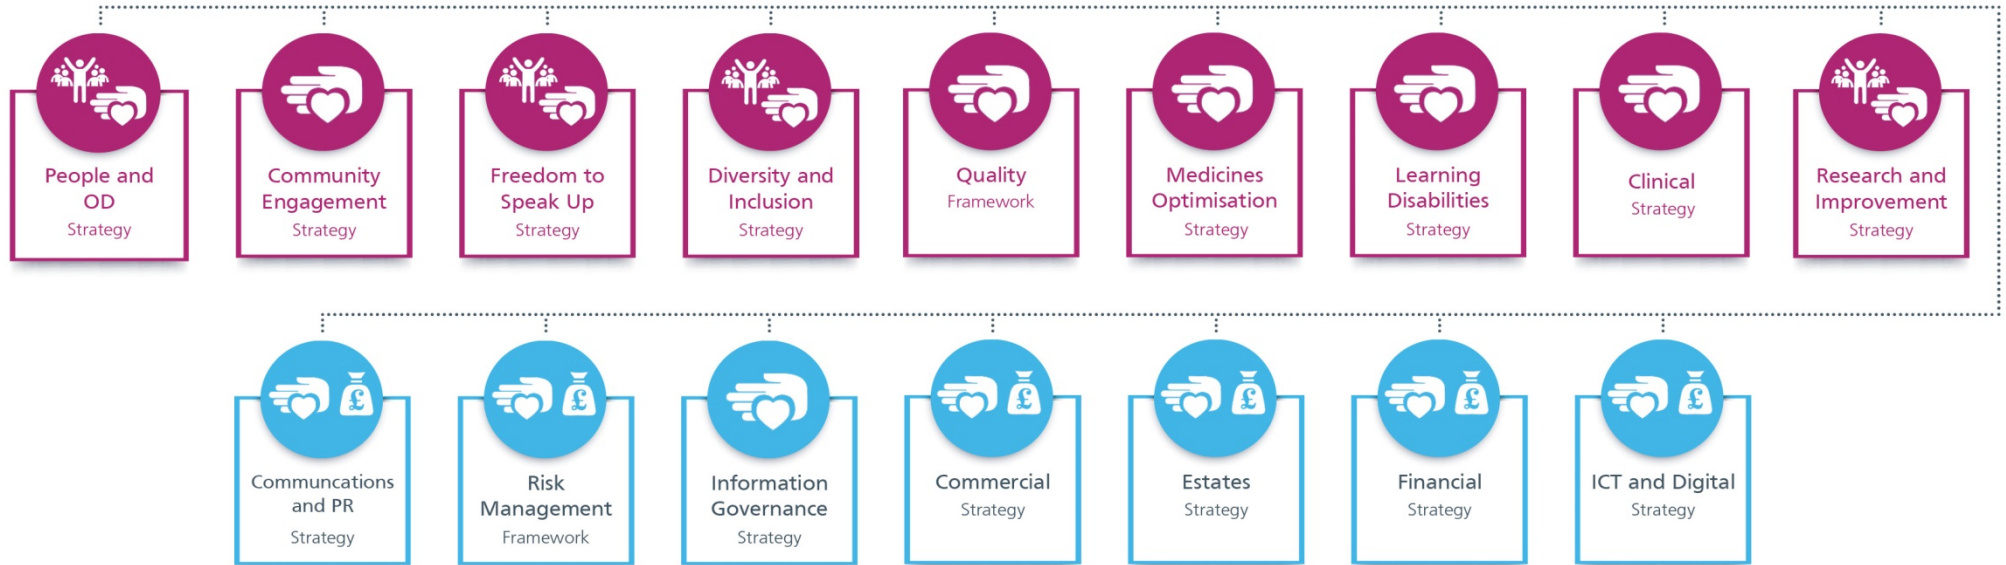 People and
OD
Strategy
Community
Engagement
Strategy
Freedom to
Speak Up
Strategy
Diversity and
Inclusion
Strategy
Quality
Framework
Medicines
Optimisation
Strategy
Learning
Disabilities
Strategy
Clinical
Strategy
Research and
Improvement
Strategy
£
Communcations
and PR
Strategy
£
Risk
Management
Framework
Information
Governance
Strategy
£
Commercial
Strategy
£
Estates
Strategy
£
Financial
Strategy
£
ICT and Digital
Strategy